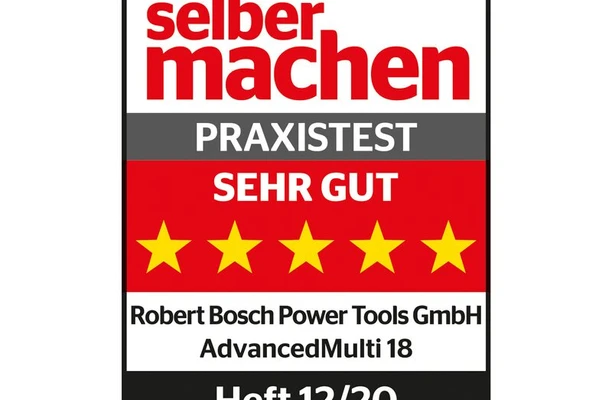 selber
machen
PRAXISTEST
SEHR GUT
Robert Bosch Power Tools GmbH
AdvancedMulti 18
Heft 12/20